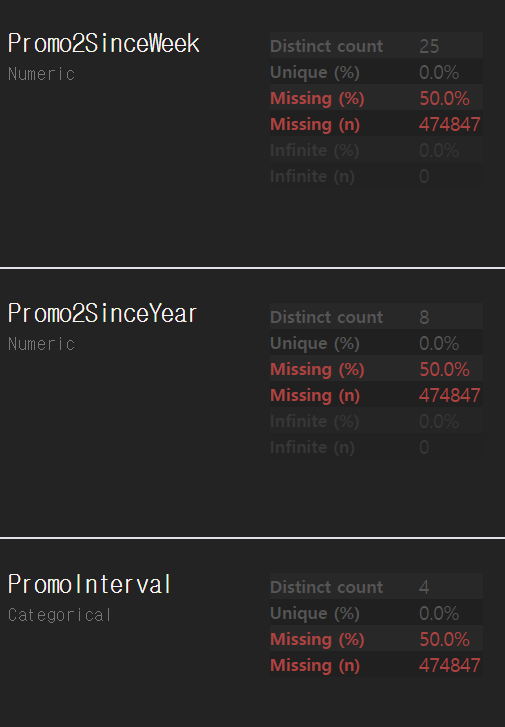 Promo2SinceWeek
Numeric
Distinct count 25
Unique (%) 0.0%
Missing (%) 50.0%
Missing (n) 474847
Infinite (%) 0.0%
Infinite (n) 0
Promo2SinceYear
Numeric
Distinct count 8
Unique (%) 0.0%
Missing (%) 50.0%
Missing (n) 474847
Infinite (%) 0.0%
Infinite (n) 0
PromoInterval
Categorical
Distinct count 4
Unique (%) 0.0%
Missing (%) 50.0%
Missing (n) 474847